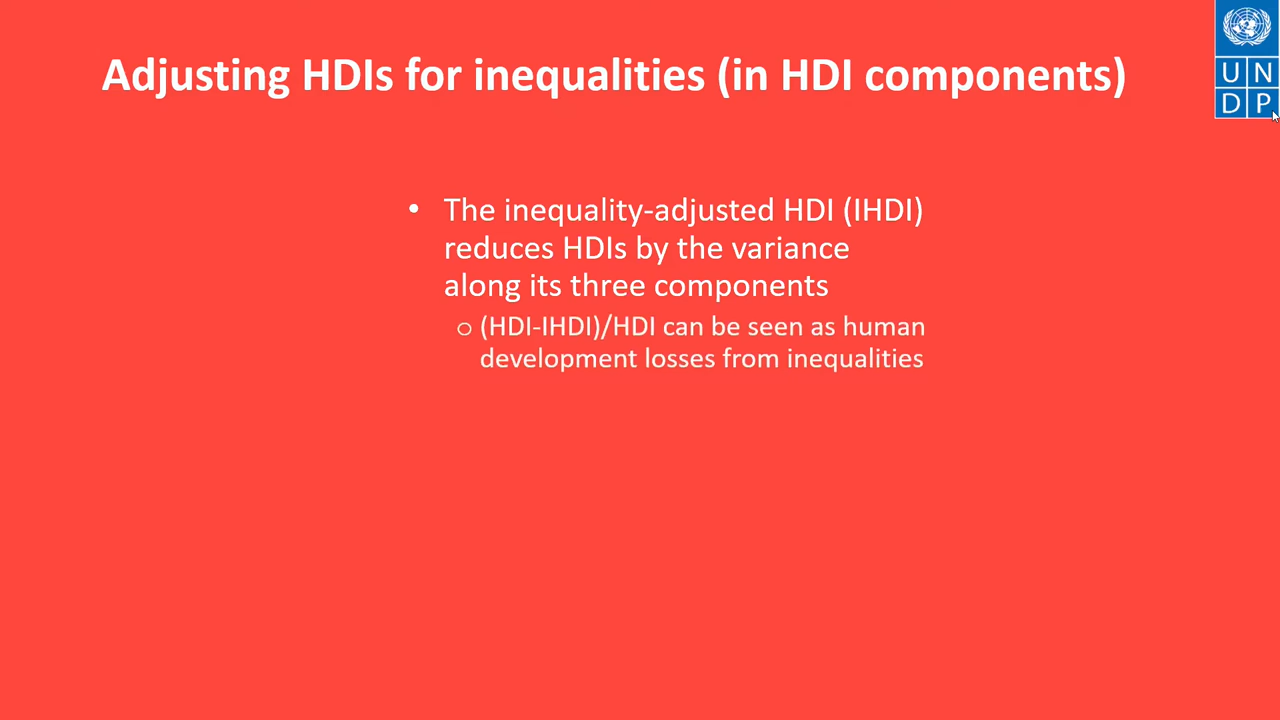 Adjusting HDIs for inequalities (in HDI components)
U N
D P
• The inequality-adjusted HDI (IHDI)
reduces HDIs by the variance
along its three components
o (HDI-IHDI)/HDI can be seen as human
development losses from inequalities